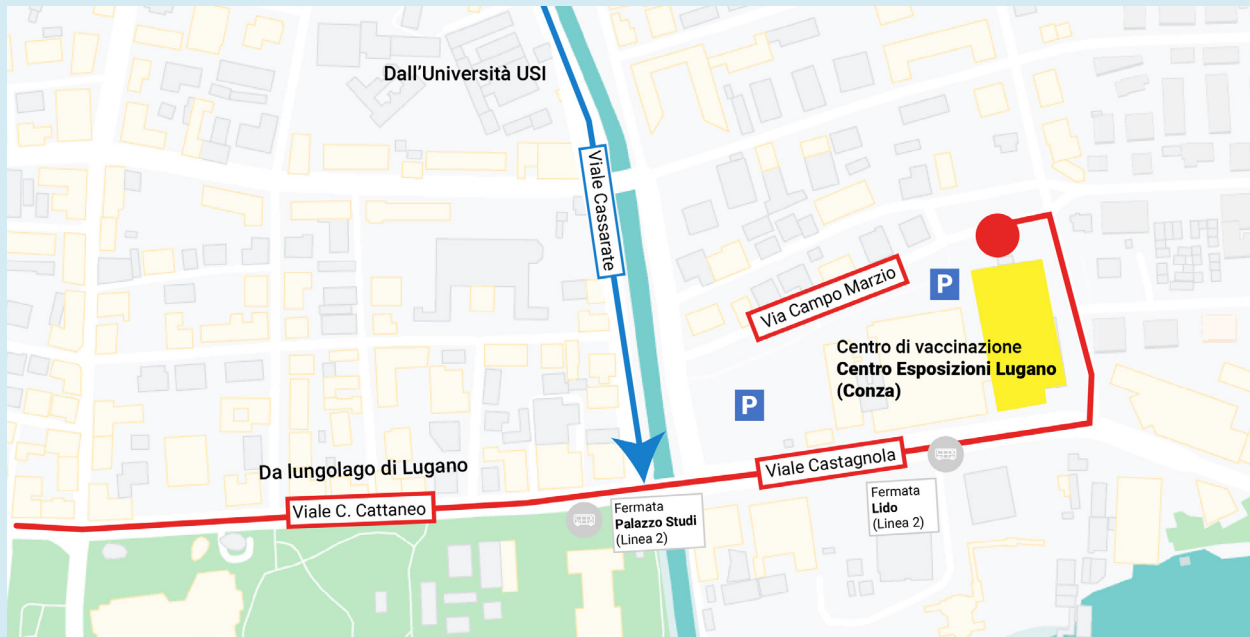 Dall'Università USI
Viale Cassarate
Via Campo Marzio
P
Centro di vaccinazione
Centro Esposizioni Lugano
(Conza)
P
Viale Castagnola
Da lungolago di Lugano
Viale C. Cattaneo
Fermata
Palazzo Studi
(Linea 2)
Fermata
Lido
(Linea 2)